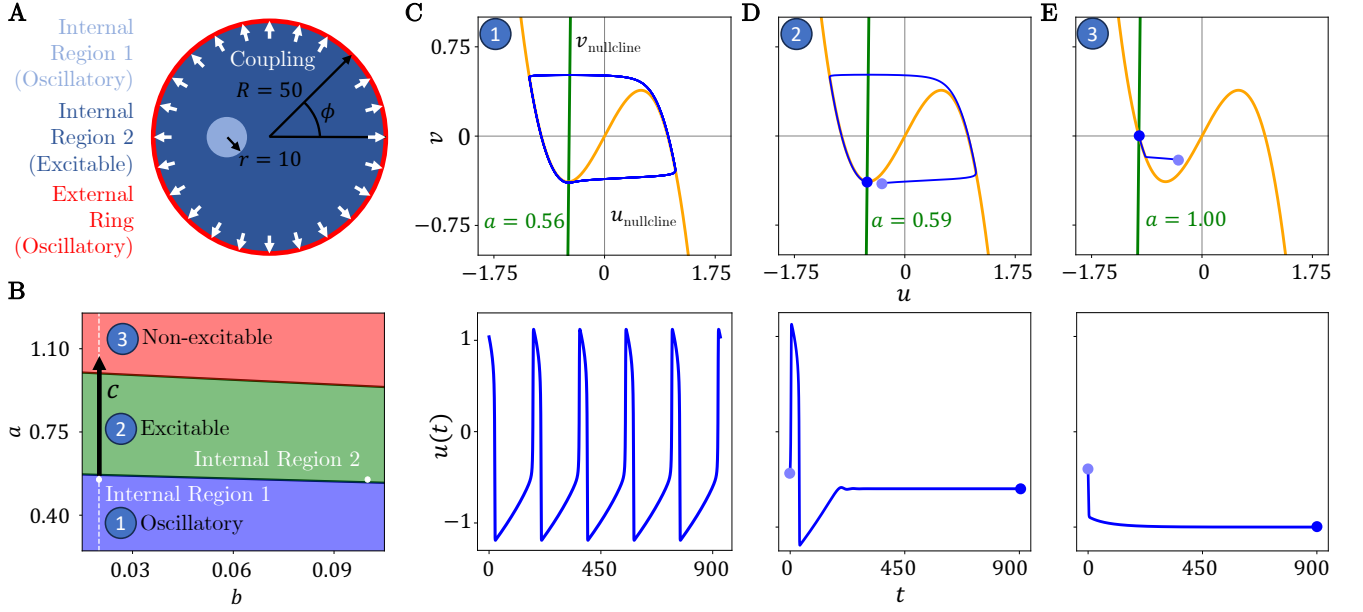 A
Internal
Region 1
(Oscillatory)
Internal
Region 2
(Excitable)
External
Ring
(Oscillatory)
Coupling
R = 50
ϕ
r = 10
B
a
1.10
0.75
0.40
3 Non-excitable
C
2 Excitable
Internal Region 2
Internal Region 1
1 Oscillatory
0.03 0.06 0.09
b
C
1
v
0.75
0
−0.75
v nullcline
a = 0.56
u nullcline
−1.75 0 1.75
D
2
a = 0.59
−1.75 0 1.75
u
E
3
a = 1.00
−1.75 0 1.75
u(t)
1
−1
0 450 900
0 450 900
t
0 450 900